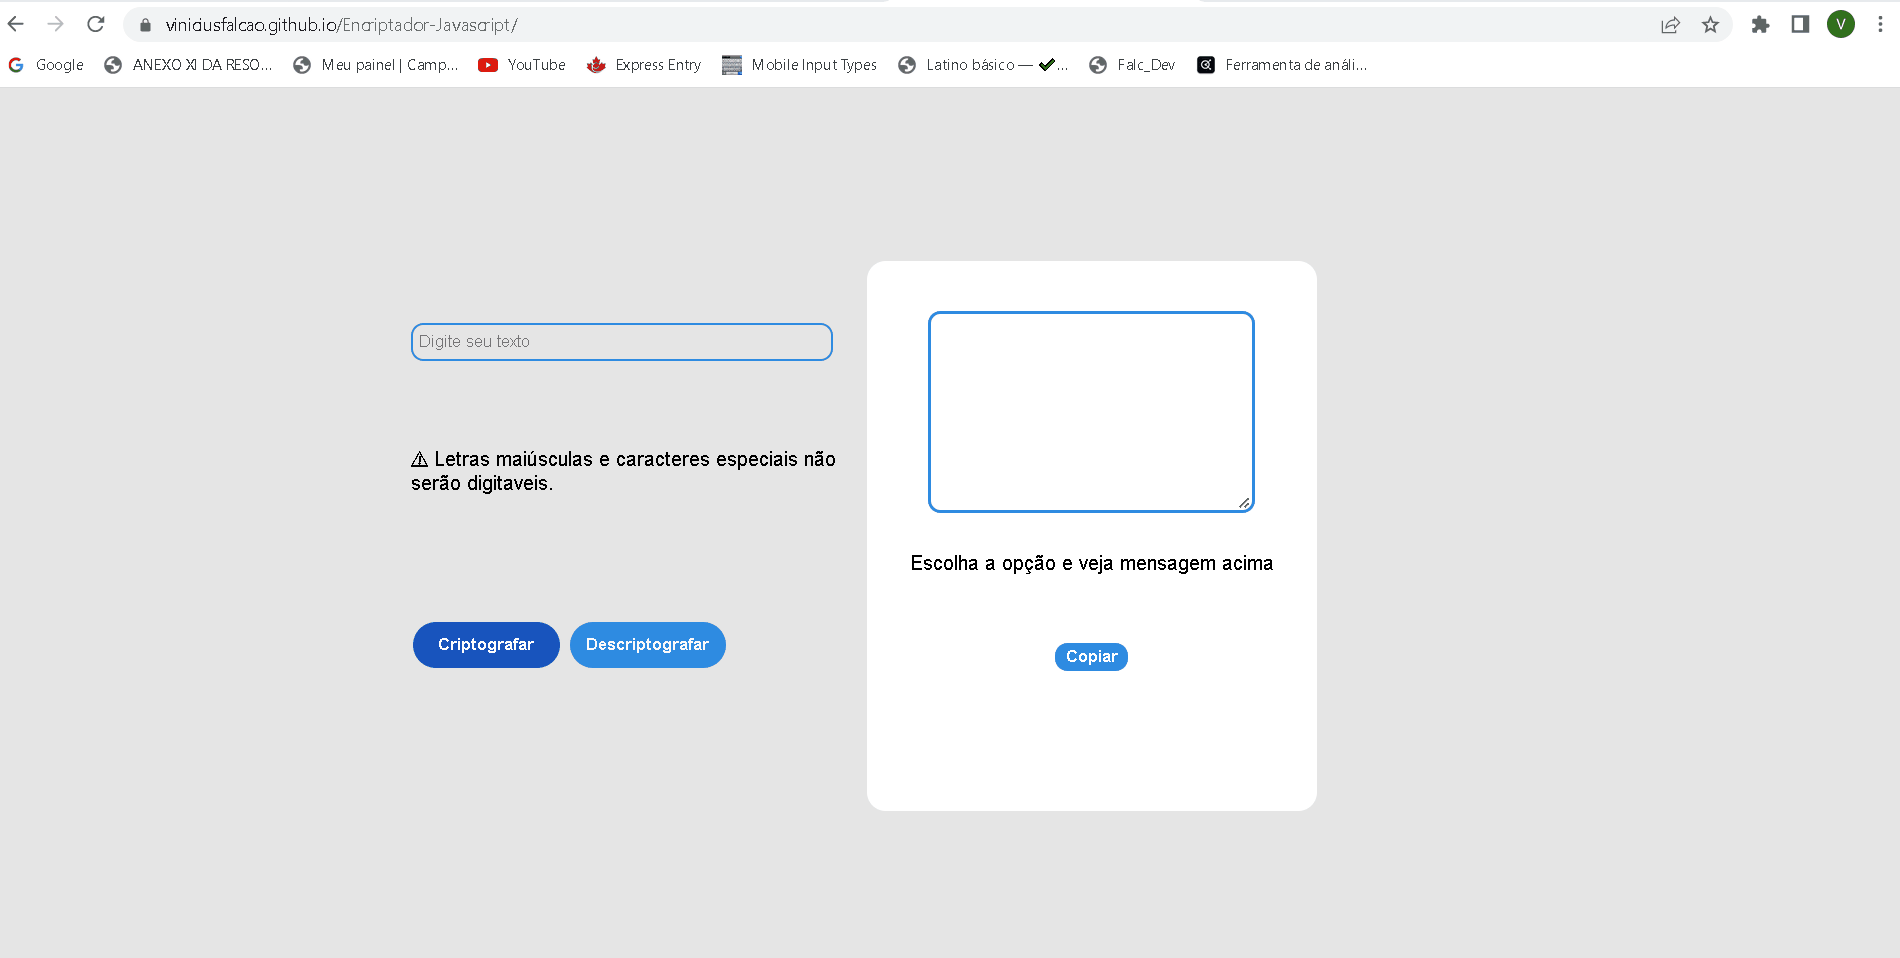 viniciusfalcao.github.io/Encriptador-Javascript/
V
Google
ANEXO XI DA RESO...
Meu painel | Camp...
YouTube
Express Entry
Mobile Input Types
Latino básico — ✔...
Falc_Dev
Ferramenta de análi...
Digite seu texto
⚠ Letras maiúsculas e caracteres especiais não
serão digitaveis.
Criptografar
Descriptografar
Escolha a opção e veja mensagem acima
Copiar